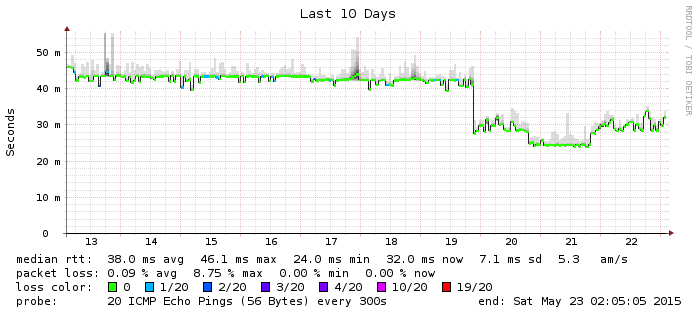 Last 10 Days
RRDTOOL / TOBI OETIKER
Seconds
50 m
40 m
30 m
20 m
10 m
0
13 14 15 16 17 18 19 20 21 22
median rtt: 38.0 ms avg 46.1 ms max 24.0 ms min 32.0 ms now 7.1 ms sd 5.3 am/s
packet loss: 0.09 % avg 8.75 % max 0.00 % min 0.00 % now
loss color: 0 1/20 2/20 3/20 4/20 10/20 19/20
probe: 20 ICMP Echo Pings (56 Bytes) every 300s end: Sat May 23 02:05:05 2015